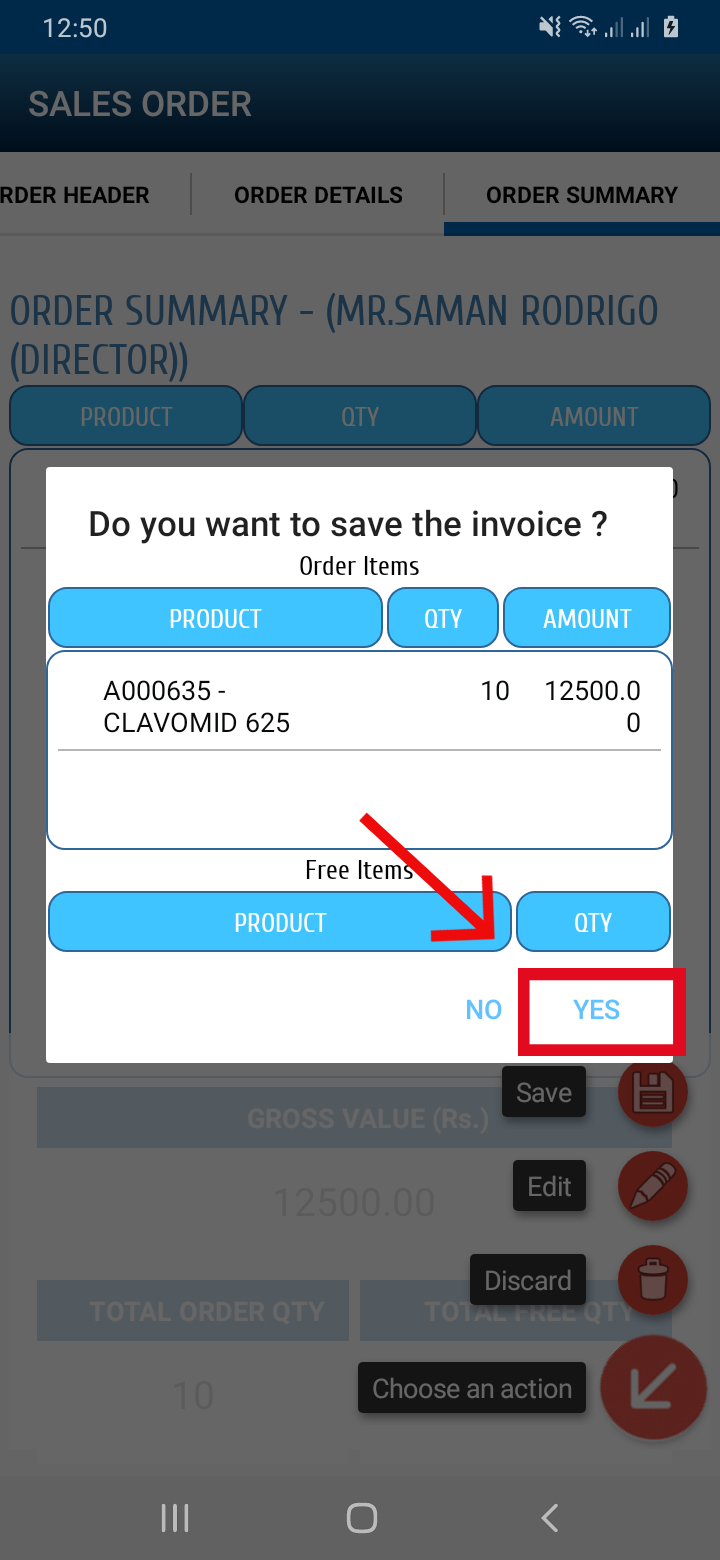 12:50
SALES ORDER
RDER HEADER
ORDER DETAILS
ORDER SUMMARY
ORDER SUMMARY - (MR.SAMAN RODRIGO
(DIRECTOR))
PRODUCT QTY AMOUNT
0
Do you want to save the invoice ?
Order Items
PRODUCT QTY AMOUNT
A000635 - 10 12500.0
CLAVOMID 625 0
Free Items
PRODUCT QTY
NO YES
Save
GROSS VALUE (Rs.)
Edit
12500.00
Discard
TOTAL ORDER QTY TOTAL FREE QTY
Choose an action
10